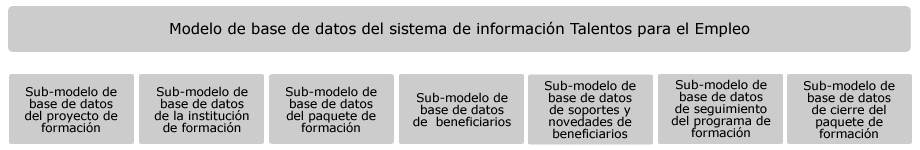 Modelo de base de datos del sistema de información Talentos para el Empleo
Sub-modelo de
base de datos
del proyecto de
formación
Sub-modelo de
base de datos
de la institución
de formación
Sub-modelo de
base de datos
del paquete de
formación
Sub-modelo de
base de datos
de  beneficiarios
Sub-modelo de
base de datos
de soportes y
novedades de
beneficiarios
Sub-modelo de
base de datos
de seguimiento
del programa de
formación
Sub-modelo de
base de datos
de cierre del
paquete de
formación